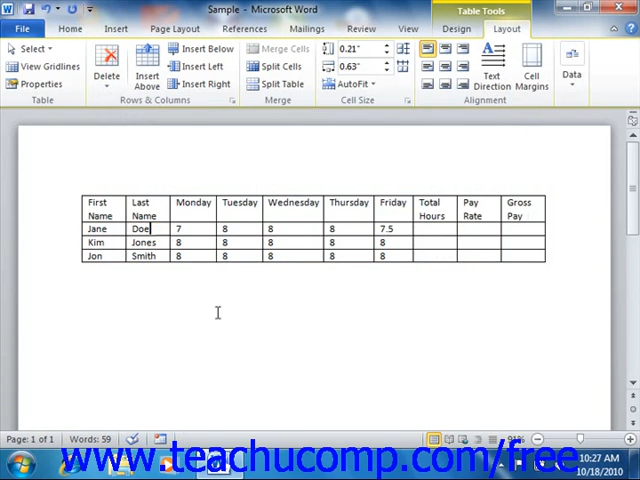 Sample - Microsoft Word
Table Tools
File Home Insert Page Layout References Mailings Review View Design Layout
Select
View Gridlines
Properties
Table
Delete
Insert Above
Insert Below
Insert Left
Insert Right
Rows & Columns
Merge Cells
Split Cells
Split Table
Merge
0.21"
0.63"
AutoFit
Cell Size
Text Direction
Cell Margins
Alignment
Data
First Name Last Name Monday Tuesday Wednesday Thursday Friday Total Hours Pay Rate Gross Pay
Jane Doe 7 8 8 8 7.5
Kim Jones 8 8 8 8 8
Jon Smith 8 8 8 8 8
Page: 1 of 1 Words: 59 91%
www.teachucomp.com/free
10:27 AM
10/18/2010